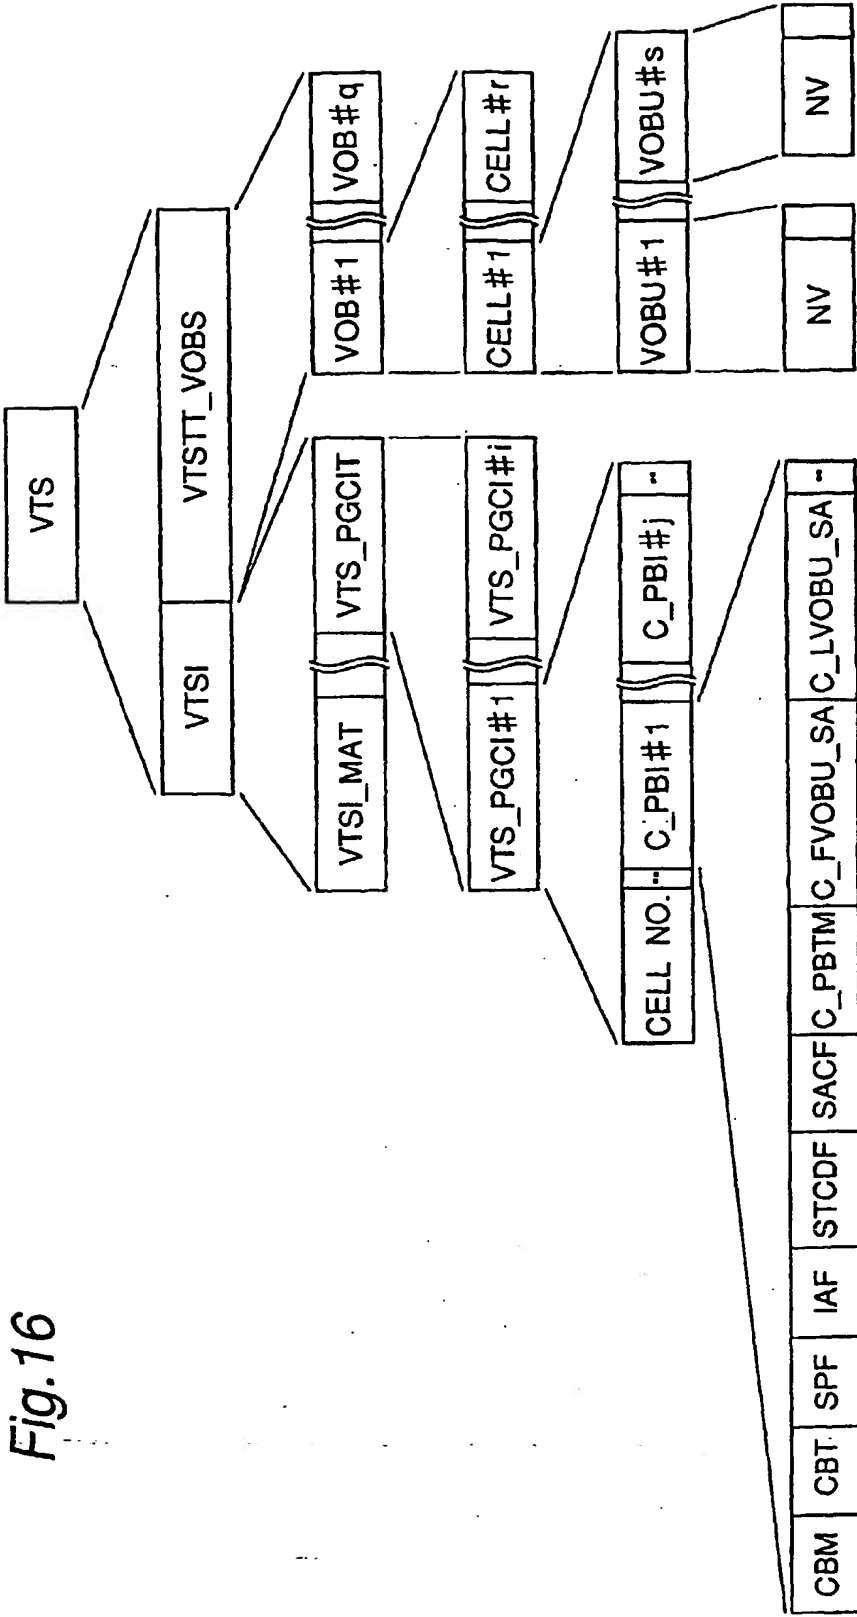 Fig.16
VTS
VTSI VTSTT_VOBS
VTSI_MAT VTS_PGCIT VOB#1 VOB#q
VTS_PGCI#1 VTS_PGCI#i CELL#1 CELL#r
CELL NO. -- C_PBI#1 C_PBI#j -- VOBU#1 VOBU#s
CBM CBT SPF IAF STCDF SACF C_PBTM C_FVOBU_SA C_LVOBU_SA -- NV NV